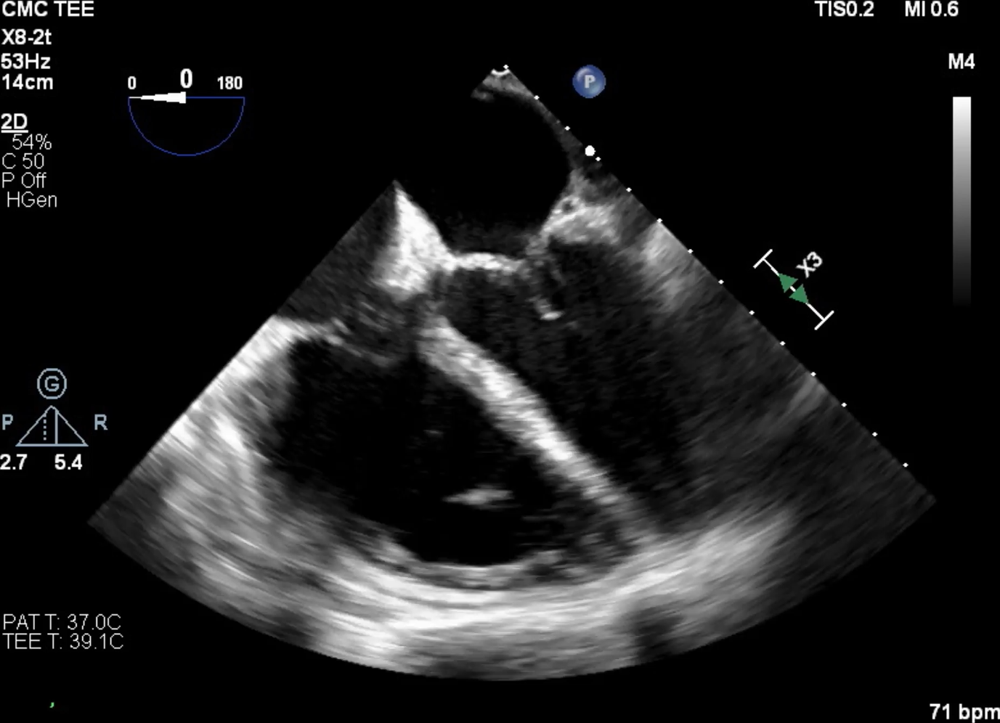 CMC TEE
TIS0.2 MI 0.6
X8-2t
53Hz
14cm
M4
0 0 180
P
2D
54%
C 50
P Off
HGen
X3
G
P R
2.7 5.4
PAT T: 37.0C
TEE T: 39.1C
71 bpm